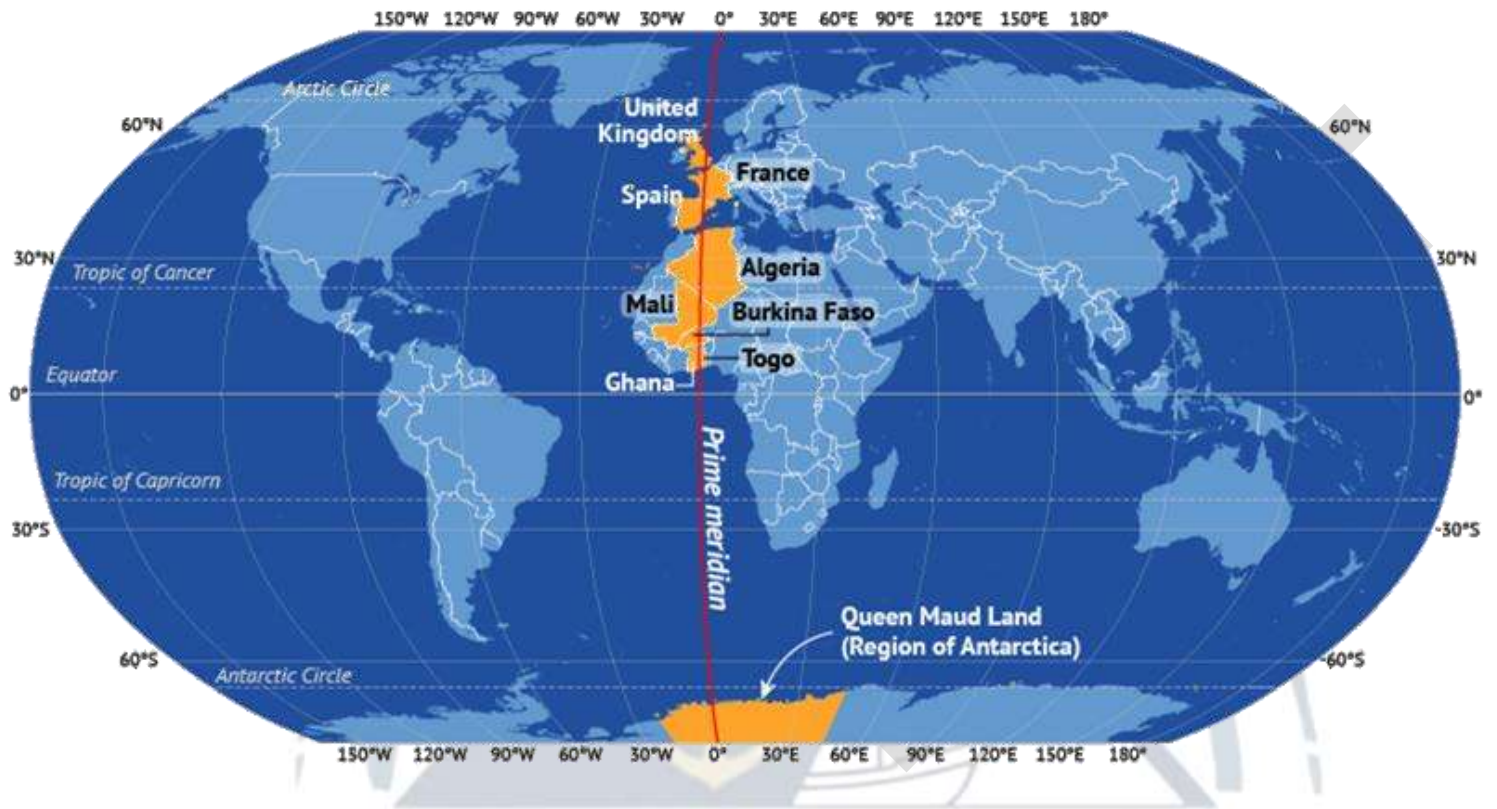 150°W 120°W 90°W 60°W 30°W 0° 30°E 60°E 90°E 120°E 150°E 180°
Arctic Circle
United
Kingdom
60°N
60°N
France
Spain
30°N
30°N
Tropic of Cancer
Algeria
Mali
Burkina Faso
Togo
Equator
Ghana
0°
0°
Prime meridian
Tropic of Capricorn
30°S
-30°S
Queen Maud Land
(Region of Antarctica)
60°S
-60°S
Antarctic Circle
150°W 120°W 90°W 60°W 30°W 0° 30°E 60°E 90°E 120°E 150°E 180°